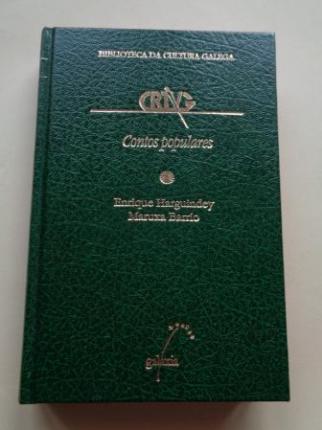 BIBLIOTECA DA CULTURA GALEGA
Contos populares
Enrique Harguindey
Maruxa Barrio
galaxia